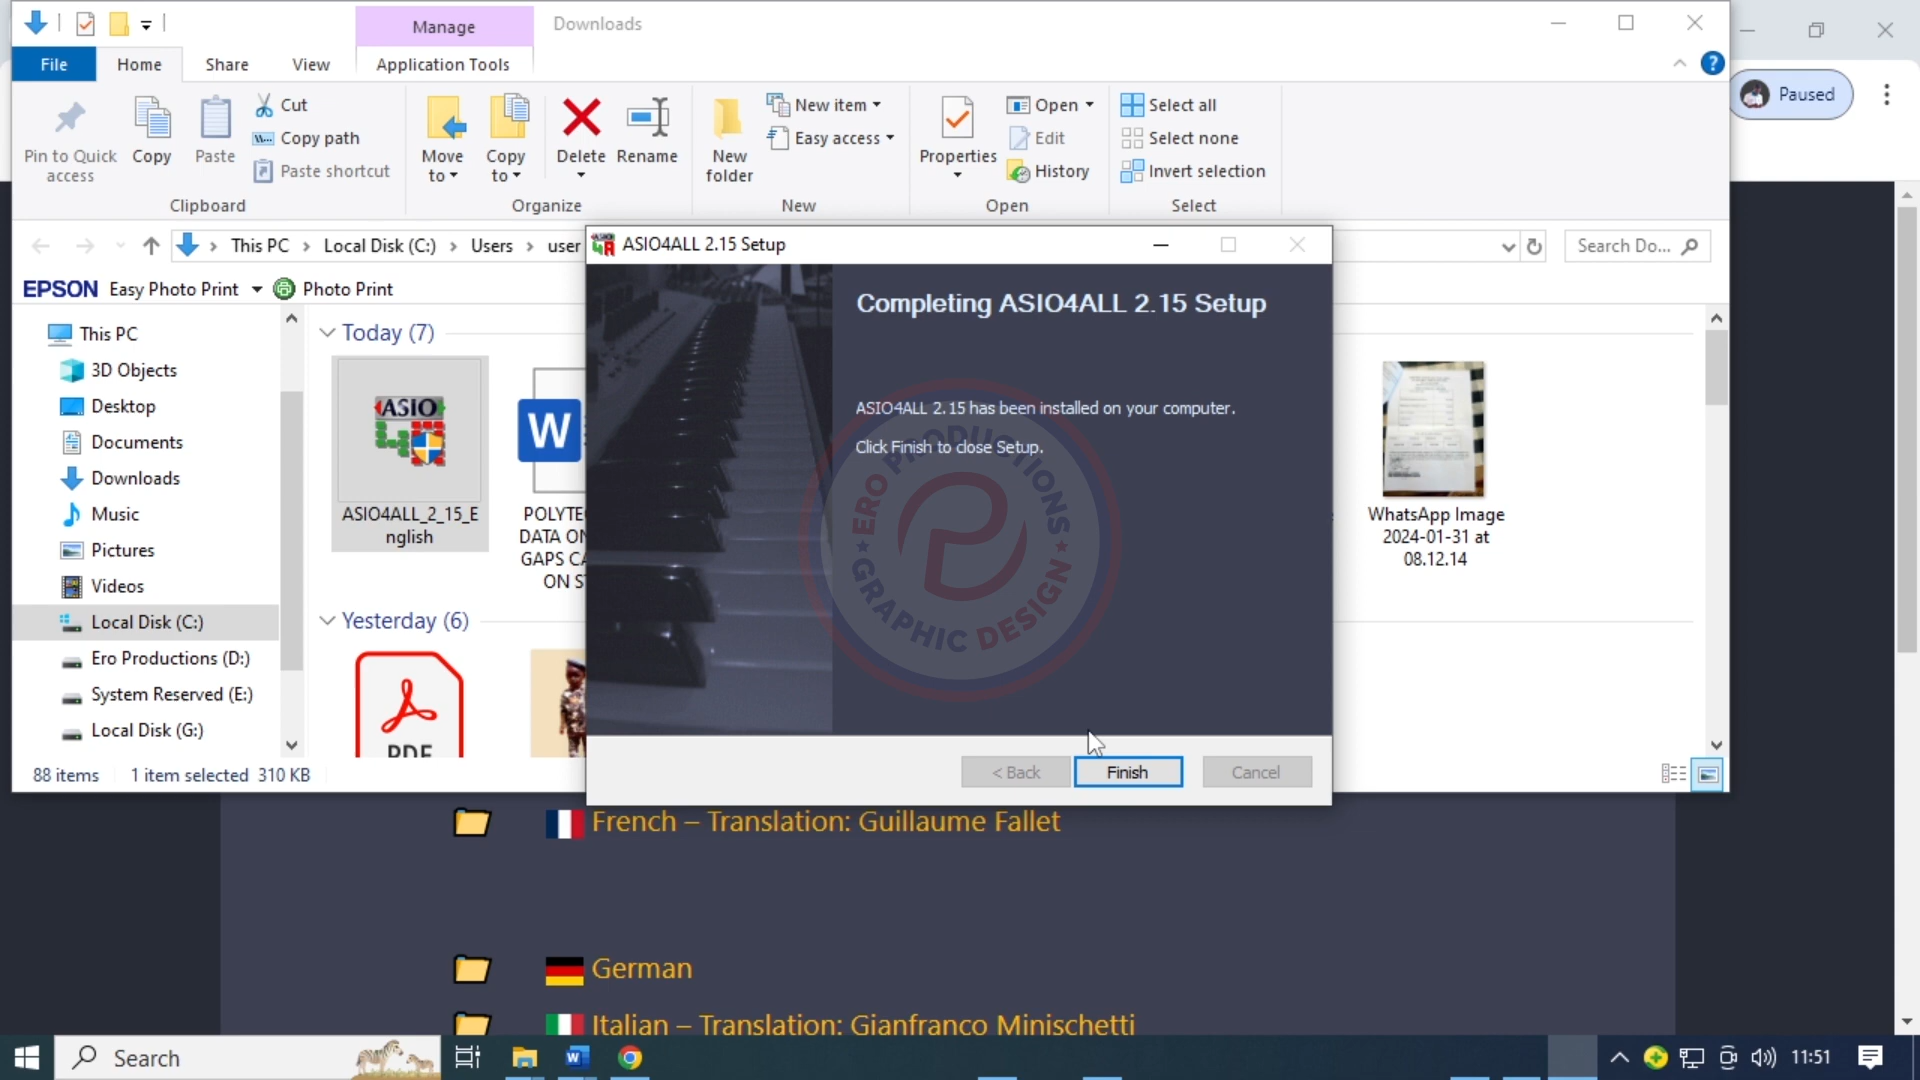 Manage
Downloads
File
Home
Share
View
Application Tools
Paused
Pin to Quick access
Copy
Paste
Cut
Copy path
Paste shortcut
Move to
Copy to
Delete
Rename
New folder
New item
Easy access
Properties
Open
Edit
History
Select all
Select none
Invert selection
Clipboard
Organize
New
Open
Select
This PC
Local Disk (C:)
Users
user
Search Do...
ASIO4ALL 2.15 Setup
EPSON Easy Photo Print
Photo Print
This PC
3D Objects
Desktop
Documents
Downloads
Music
Pictures
Videos
Local Disk (C:)
Ero Productions (D:)
System Reserved (E:)
Local Disk (G:)
Today (7)
ASIO
ASIO4ALL_2_15_E
nglish
W
DATA ON
GAPS CA
ON S
Yesterday (6)
PDF
Completing ASIO4ALL 2.15 Setup
ASIO4ALL 2.15 has been installed on your computer.
Click Finish to close Setup.
ERO PRODUCTIONS
GRAPHIC DESIGN
< Back
Finish
Cancel
WhatsApp Image
2024-01-31 at
08.12.14
88 items
1 item selected 310 KB
French – Translation: Guillaume Fallet
German
Italian – Translation: Gianfranco Minischetti
Search
11:51